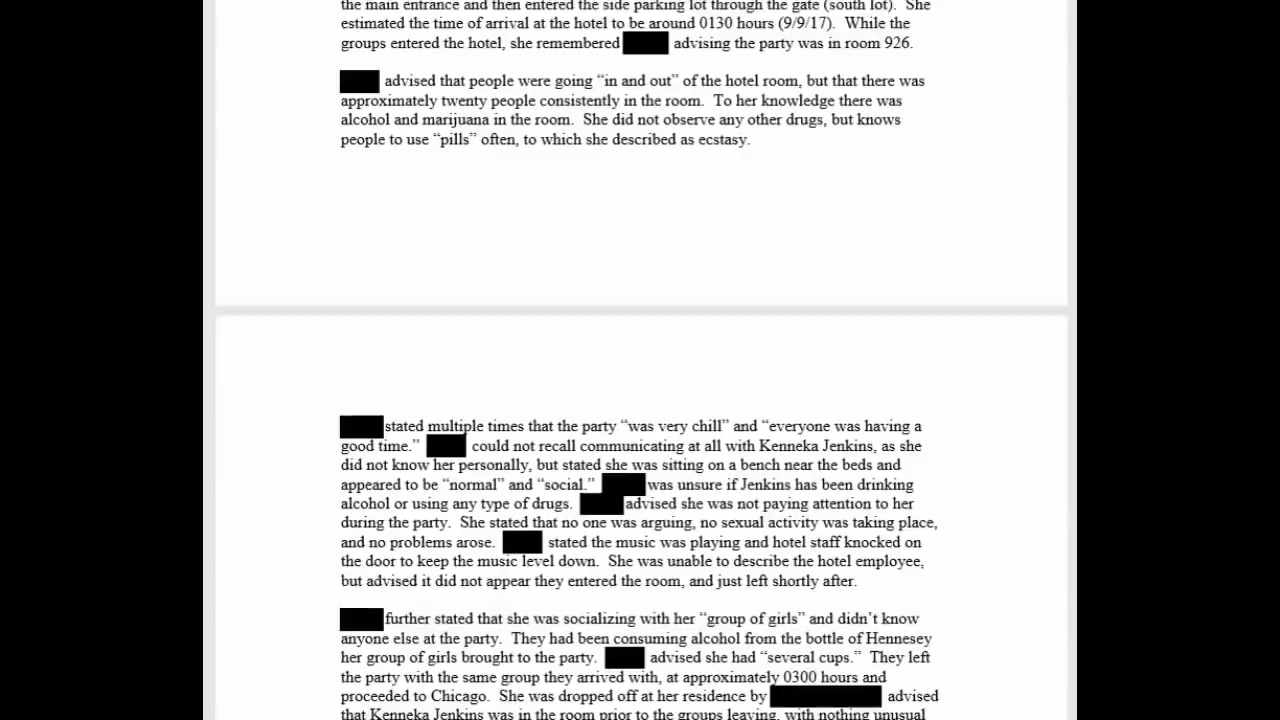 the main entrance and then entered the side parking lot through the gate (south lot). She
estimated the time of arrival at the hotel to be around 0130 hours (9/9/17). While the
groups entered the hotel, she remembered advising the party was in room 926.
advised that people were going “in and out” of the hotel room, but that there was
approximately twenty people consistently in the room. To her knowledge there was
alcohol and marijuana in the room. She did not observe any other drugs, but knows
people to use “pills” often, to which she described as ecstasy.
stated multiple times that the party “was very chill” and “everyone was having a
good time.” could not recall communicating at all with Kenneka Jenkins, as she
did not know her personally, but stated she was sitting on a bench near the beds and
appeared to be “normal” and “social.” was unsure if Jenkins has been drinking
alcohol or using any type of drugs. advised she was not paying attention to her
during the party. She stated that no one was arguing, no sexual activity was taking place,
and no problems arose. stated the music was playing and hotel staff knocked on
the door to keep the music level down. She was unable to describe the hotel employee,
but advised it did not appear they entered the room, and just left shortly after.
further stated that she was socializing with her “group of girls” and didn’t know
anyone else at the party. They had been consuming alcohol from the bottle of Hennesey
her group of girls brought to the party. advised she had “several cups.” They left
the party with the same group they arrived with, at approximately 0300 hours and
proceeded to Chicago. She was dropped off at her residence by advised
that Kenneka Jenkins was in the room prior to the groups leaving, with nothing unusual